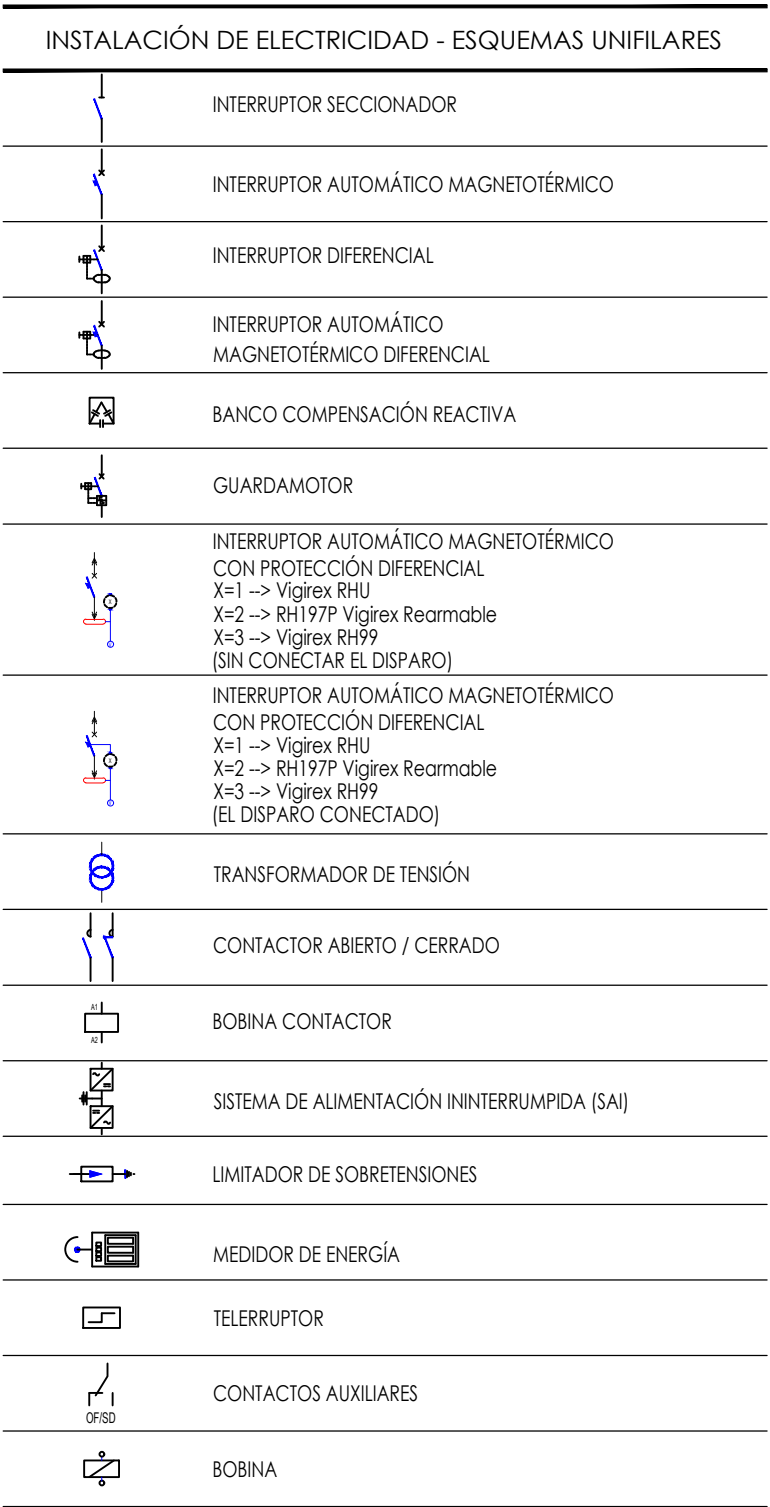 INSTALACIÓN DE ELECTRICIDAD - ESQUEMAS UNIFILARES
INTERRUPTOR SECCIONADOR
INTERRUPTOR AUTOMÁTICO MAGNETOTÉRMICO
INTERRUPTOR DIFERENCIAL
INTERRUPTOR AUTOMÁTICO
MAGNETOTÉRMICO DIFERENCIAL
BANCO COMPENSACIÓN REACTIVA
GUARDAMOTOR
INTERRUPTOR AUTOMÁTICO MAGNETOTÉRMICO
CON PROTECCIÓN DIFERENCIAL
X=1 --> Vigirex RHU
X=2 --> RH197P Vigirex Rearmable
X=3 --> Vigirex RH99
(SIN CONECTAR EL DISPARO)
X
INTERRUPTOR AUTOMÁTICO MAGNETOTÉRMICO
CON PROTECCIÓN DIFERENCIAL
X=1 --> Vigirex RHU
X=2 --> RH197P Vigirex Rearmable
X=3 --> Vigirex RH99
(EL DISPARO CONECTADO)
X
TRANSFORMADOR DE TENSIÓN
CONTACTOR ABIERTO / CERRADO
A1
BOBINA CONTACTOR
A2
SISTEMA DE ALIMENTACIÓN ININTERRUMPIDA (SAI)
LIMITADOR DE SOBRETENSIONES
MEDIDOR DE ENERGÍA
TELERRUPTOR
CONTACTOS AUXILIARES
OF/SD
BOBINA